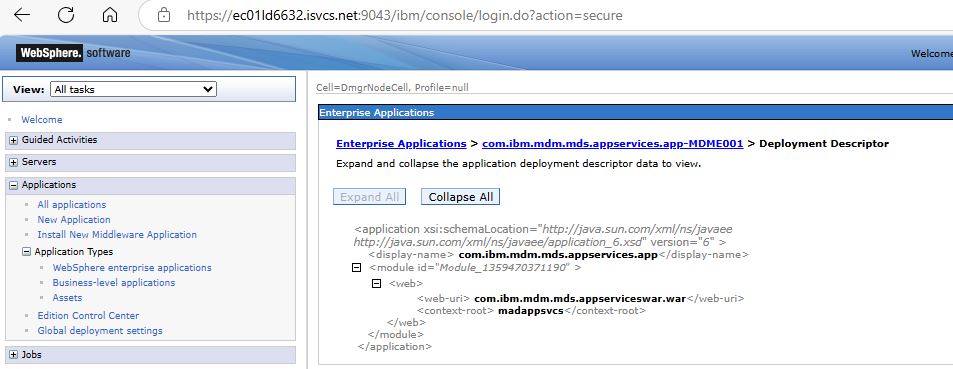 https://ec01ld6632.isvcs.net:9043/ibm/console/login.do?action=secure
WebSphere. software
Welcome
View: All tasks
Cell=DmgrNodeCell, Profile=null
Welcome
Guided Activities
Servers
Applications
All applications
New Application
Install New Middleware Application
Application Types
WebSphere enterprise applications
Business-level applications
Assets
Edition Control Center
Global deployment settings
Jobs
Enterprise Applications
Enterprise Applications > com.ibm.mdm.mds.appservices.app-MDME001 > Deployment Descriptor
Expand and collapse the application deployment descriptor data to view.
Expand All Collapse All
<application xsi:schemaLocation="http://java.sun.com/xml/ns/javaee
http://java.sun.com/xml/ns/javaee/application_6.xsd" version="6" >
<display-name> com.ibm.mdm.mds.appservices.app</display-name>
<module id="Module_1359470371190" >
<web>
<web-uri> com.ibm.mdm.mds.appserviceswar.war</web-uri>
<context-root> madappsvcs</context-root>
</web>
</module>
</application>